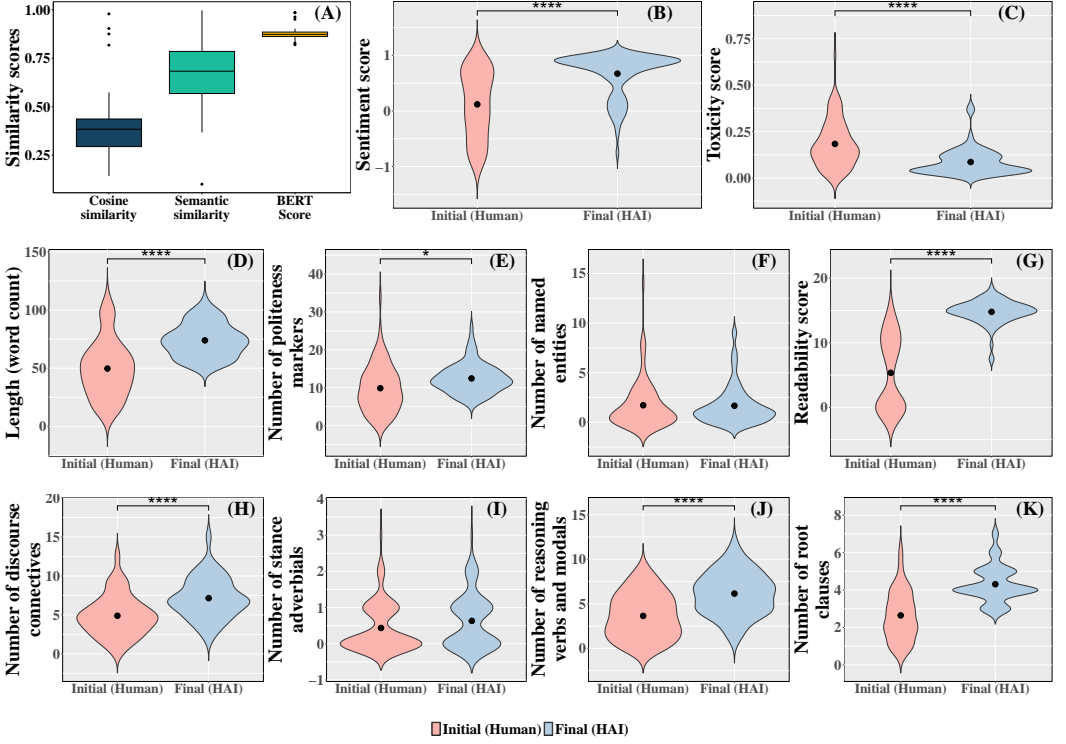 (A)
Similarity scores
1.00
0.75
0.50
0.25
Cosine
similarity
Semantic
similarity
BERT
Score
(B)
****
Sentiment score
1
0
−1
Initial (Human)
Final (HAI)
(C)
****
Toxicity score
0.75
0.50
0.25
0.00
Initial (Human)
Final (HAI)
(D)
****
Length (word count)
150
100
50
0
Initial (Human)
Final (HAI)
(E)
*
Number of politeness
markers
40
30
20
10
0
Initial (Human)
Final (HAI)
(F)
Number of named
entities
15
10
5
0
Initial (Human)
Final (HAI)
(G)
****
Readability score
20
10
0
Initial (Human)
Final (HAI)
(H)
****
Number of discourse
connectives
20
15
10
5
0
Initial (Human)
Final (HAI)
(I)
Number of stance
adverbials
4
3
2
1
0
−1
Initial (Human)
Final (HAI)
(J)
****
Number of reasoning
verbs and modals
15
10
5
0
Initial (Human)
Final (HAI)
(K)
****
Number of root
clauses
8
6
4
2
0
Initial (Human)
Final (HAI)
Initial (Human) Final (HAI)